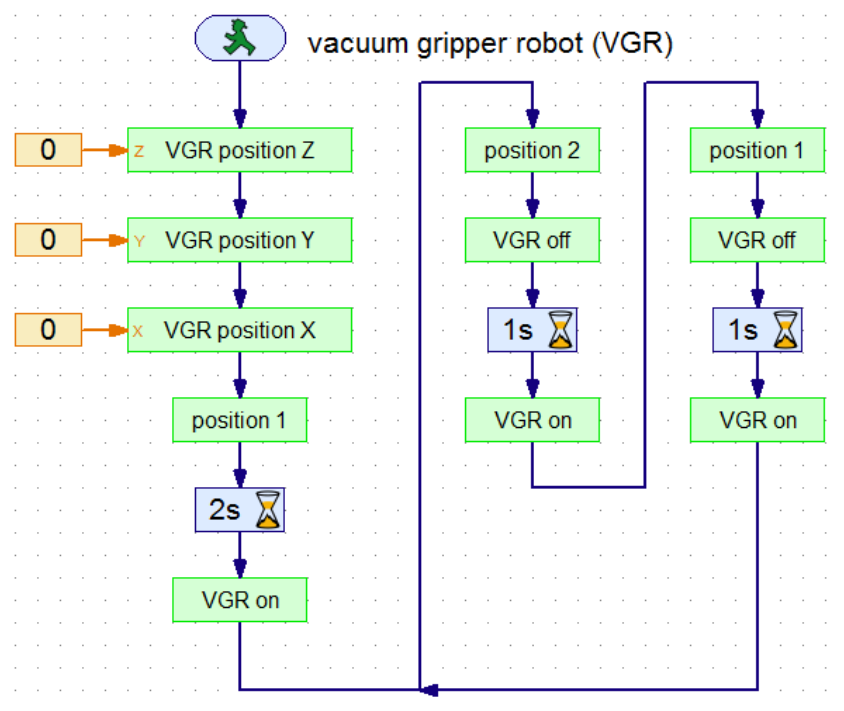 vacuum gripper robot (VGR)
0
Z VGR position Z
0
Y VGR position Y
0
X VGR position X
position 1
2s
VGR on
position 2
VGR off
1s
VGR on
position 1
VGR off
1s
VGR on